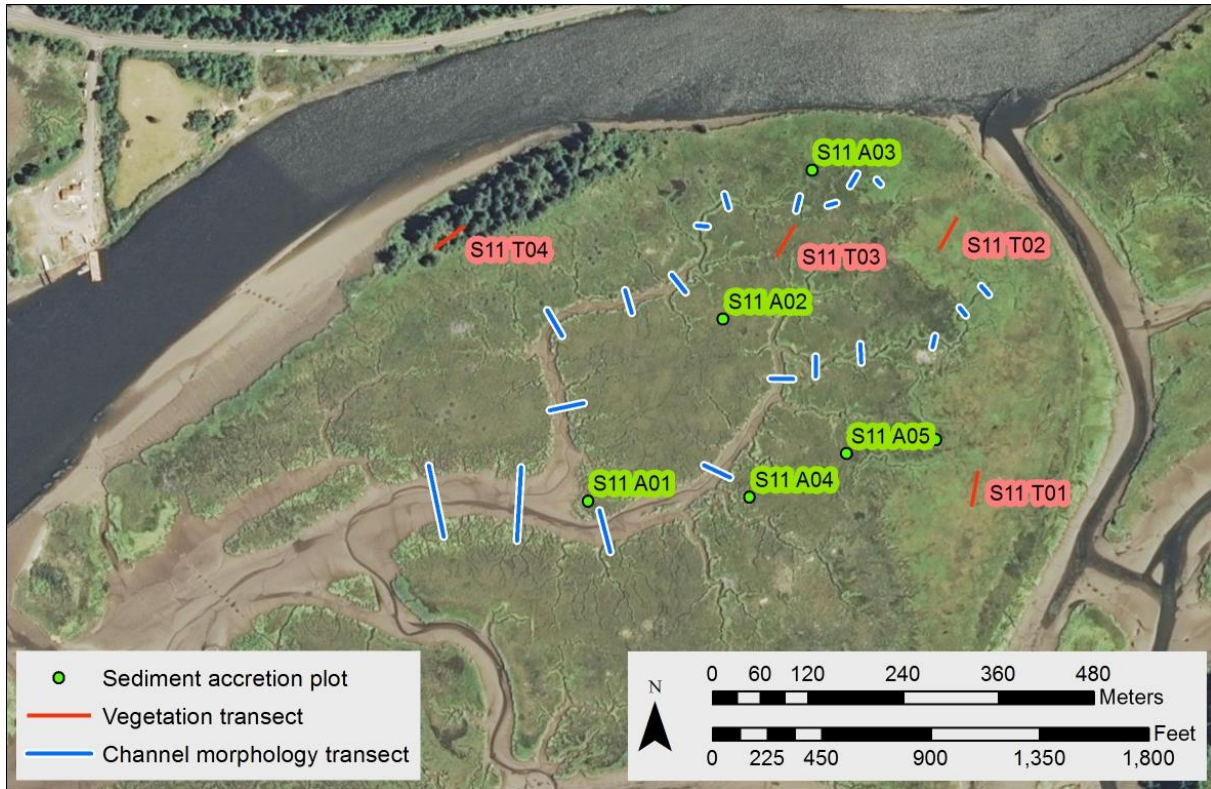 S11 A03
S11 T04
S11 T03
S11 T02
S11 A02
S11 A05
S11 A01
S11 A04
S11 T01
Sediment accretion plot
Vegetation transect
Channel morphology transect
N
0 60 120 240 360 480
Meters
Feet
0 225 450 900 1,350 1,800